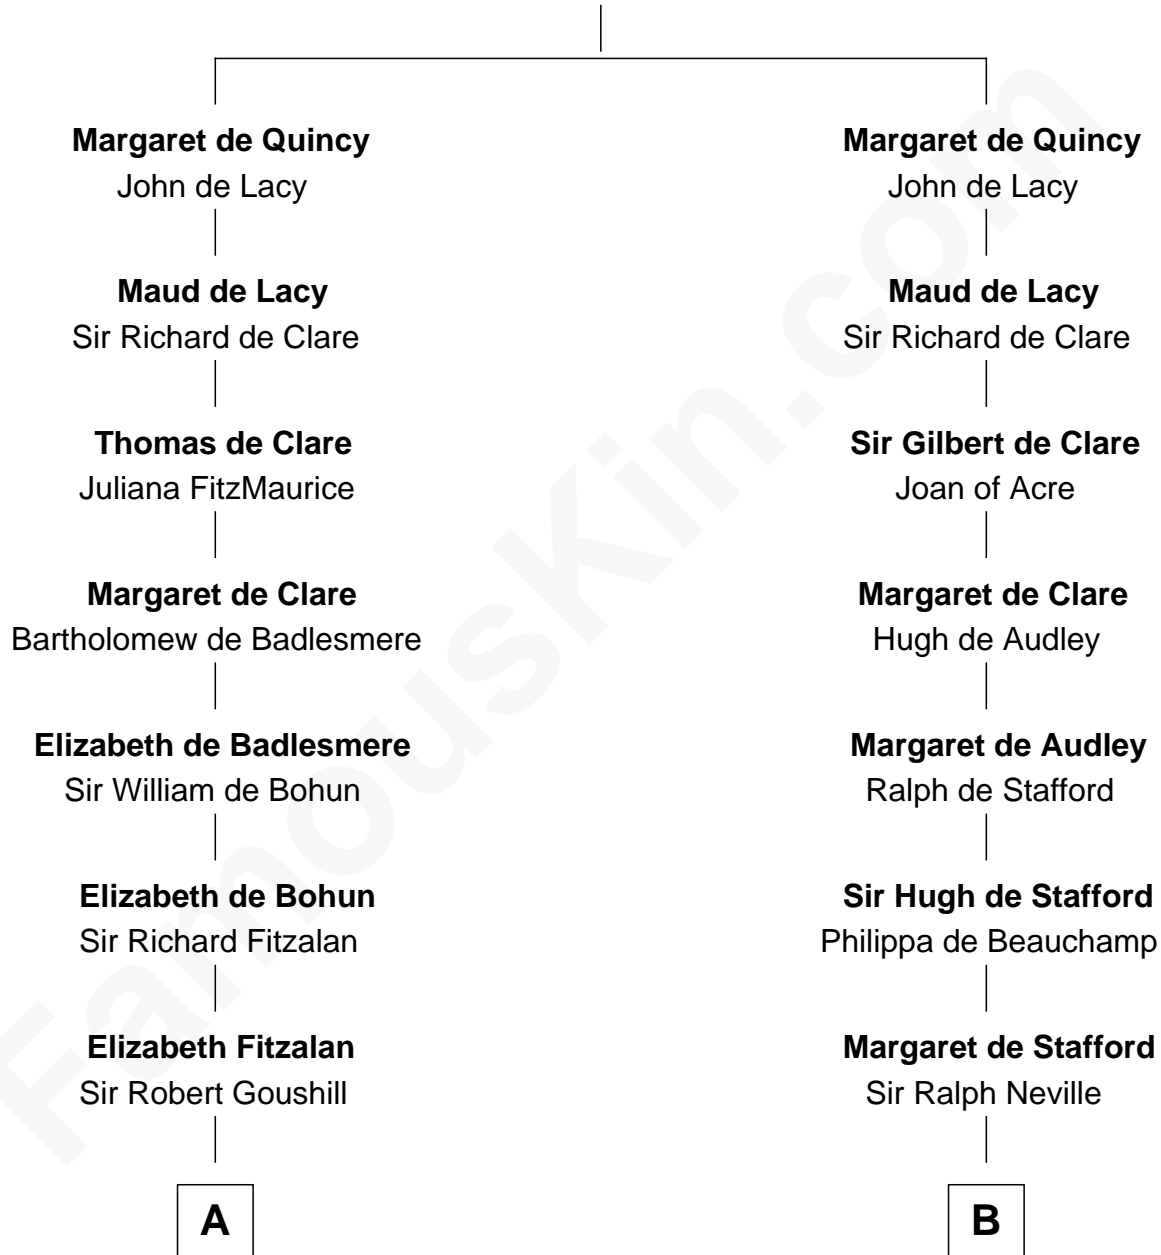 Margaret de Quincy
John de Lacy
Maud de Lacy
Sir Richard de Clare
Thomas de Clare
Juliana FitzMaurice
Margaret de Clare
Bartholomew de Badlesmere
Elizabeth de Badlesmere
Sir William de Bohun
Elizabeth de Bohun
Sir Richard Fitzalan
Elizabeth Fitzalan
Sir Robert Goushill
A
Margaret de Quincy
John de Lacy
Maud de Lacy
Sir Richard de Clare
Sir Gilbert de Clare
Joan of Acre
Margaret de Clare
Hugh de Audley
Margaret de Audley
Ralph de Stafford
Sir Hugh de Stafford
Philippa de Beauchamp
Margaret de Stafford
Sir Ralph Neville
B
FamousKin.com